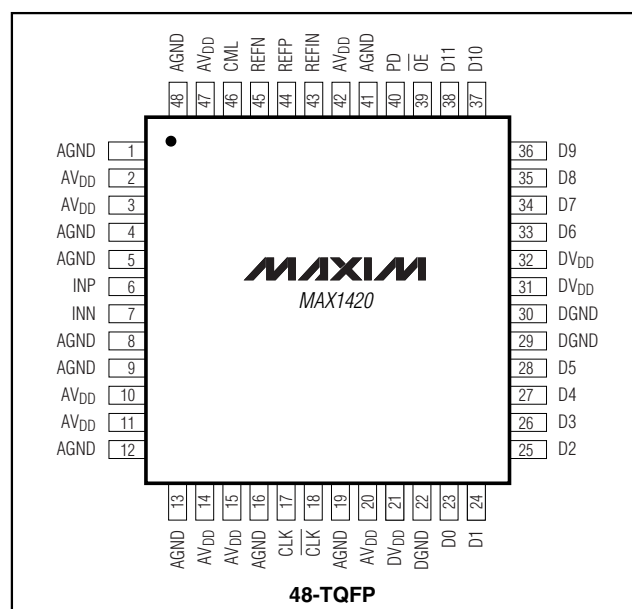 AGND
AVDD
CML
REFN
REFP
REFIN
AVDD
AGND
PD
OE
D11
D10
48
47
46
45
44
43
42
41
40
39
38
37
AGND 1
AVDD 2
AVDD 3
AGND 4
AGND 5
INP 6
INN 7
AGND 8
AGND 9
AVDD 10
AVDD 11
AGND 12
MAXIM
MAX1420
36 D9
35 D8
34 D7
33 D6
32 DVDD
31 DVDD
30 DGND
29 DGND
28 D5
27 D4
26 D3
25 D2
13
14
15
16
17
18
19
20
21
22
23
24
AGND
AVDD
AVDD
AGND
CLK
CLK
AGND
AVDD
DVDD
DGND
D0
D1
48-TQFP